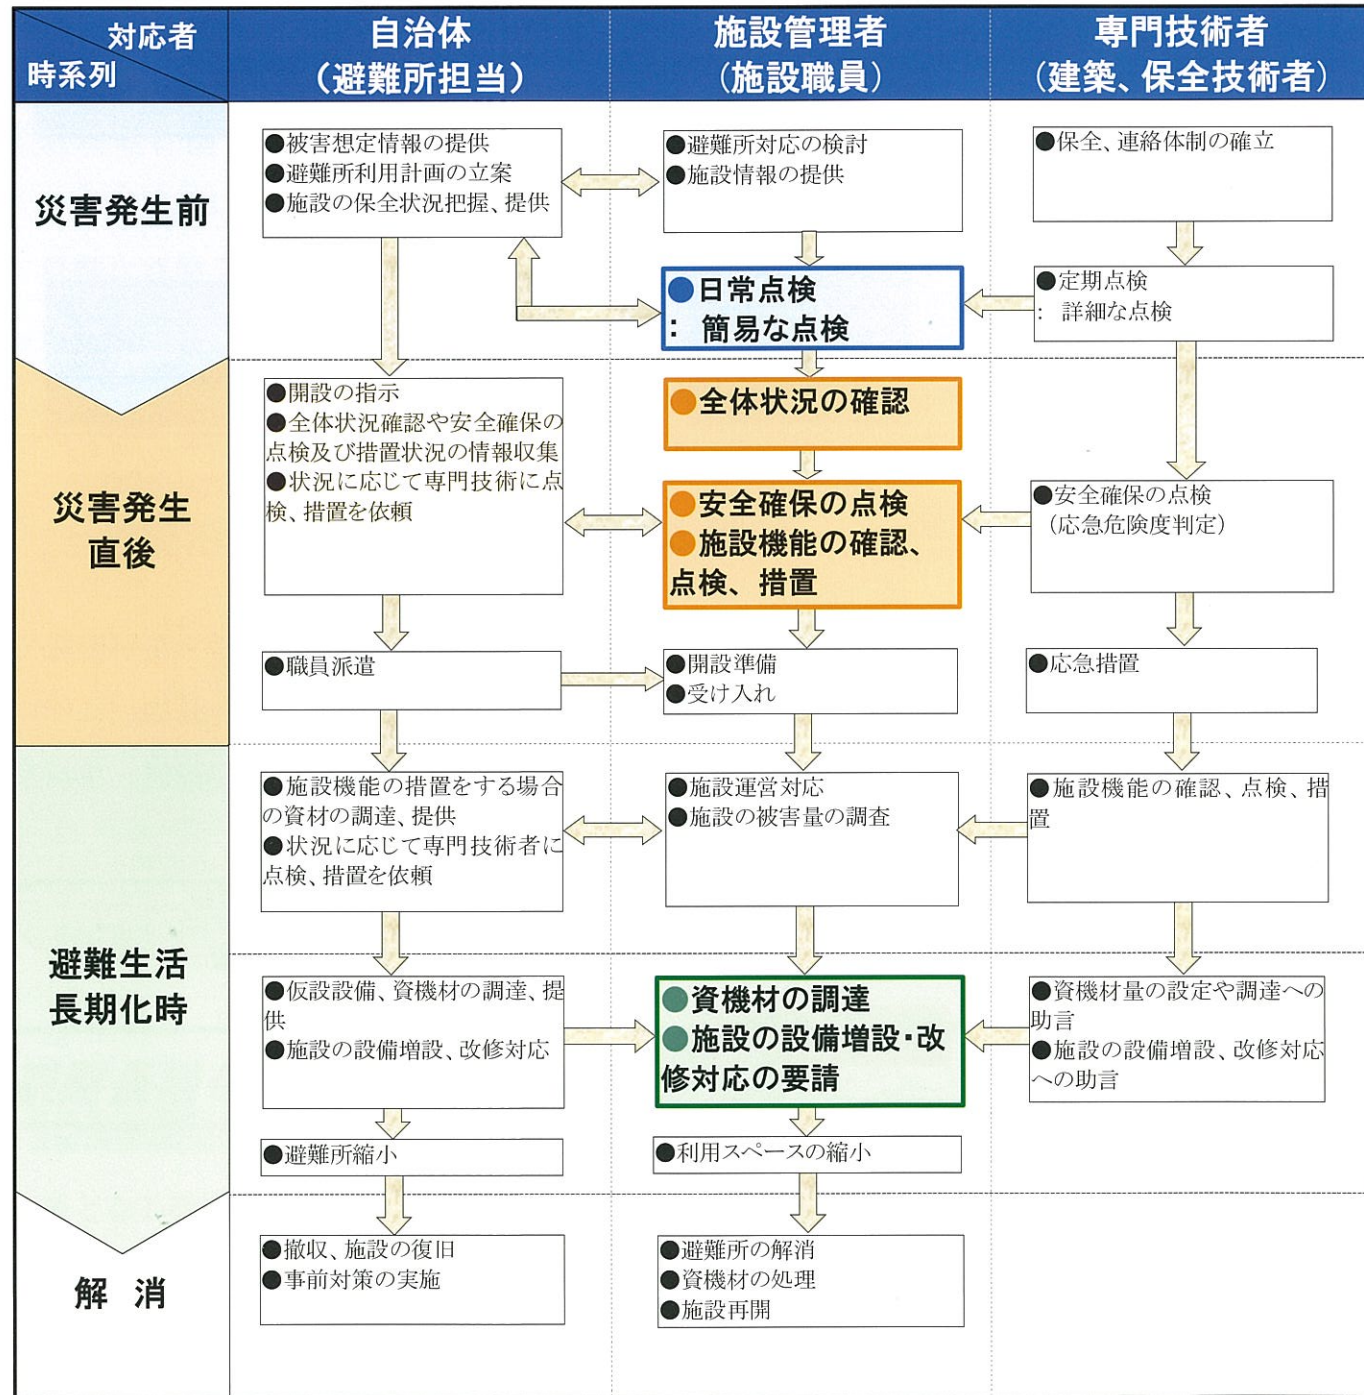 対応者
時系列
自治体
（避難所担当）
施設管理者
（施設職員）
専門技術者
（建築、保全技術者）
災害発生前
●被害想定情報の提供
●避難所利用計画の立案
●施設の保全状況把握、提供
●避難所対応の検討
●施設情報の提供
●保全、連絡体制の確立
●日常点検
： 簡易な点検
●定期点検
： 詳細な点検
災害発生
直後
●開設の指示
●全体状況確認や安全確保の
点検及び措置状況の情報収集
●状況に応じて専門技術に点
検、措置を依頼
●全体状況の確認
●安全確保の点検
●施設機能の確認、
点検、措置
●安全確保の点検
（応急危険度判定）
●職員派遣
●開設準備
●受け入れ
●応急措置
避難生活
長期化時
●施設機能の措置をする場合
の資材の調達、提供
●状況に応じて専門技術者に
点検、措置を依頼
●施設運営対応
●施設の被害量の調査
●施設機能の確認、点検、措
置
●仮設設備、資機材の調達、提
供
●施設の設備増設、改修対応
●資機材の調達
●施設の設備増設・改
修対応の要請
●資機材量の設定や調達への
助言
●施設の設備増設、改修対応
への助言
●避難所縮小
●利用スペースの縮小
解 消
●撤収、施設の復旧
●事前対策の実施
●避難所の解消
●資機材の処理
●施設再開